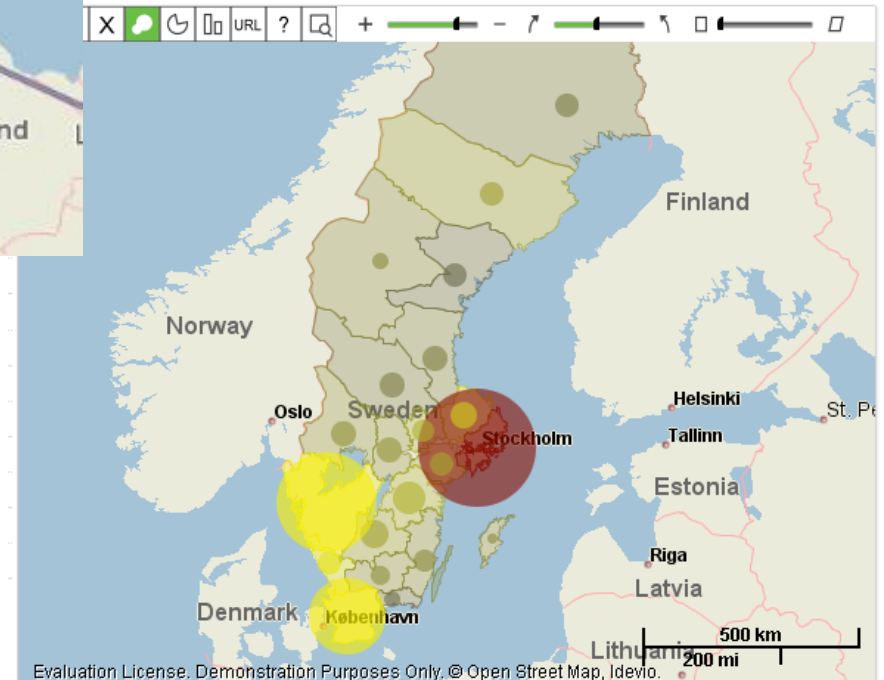 X URL ? + −
nd
Finland
Norway
Helsinki
Oslo
Sweden
St. Pe
Stockholm
Tallinn
Estonia
Riga
Latvia
Denmark
København
500 km
Lithuania
200 mi
Evaluation License. Demonstration Purposes Only. © Open Street Map, Idevio.